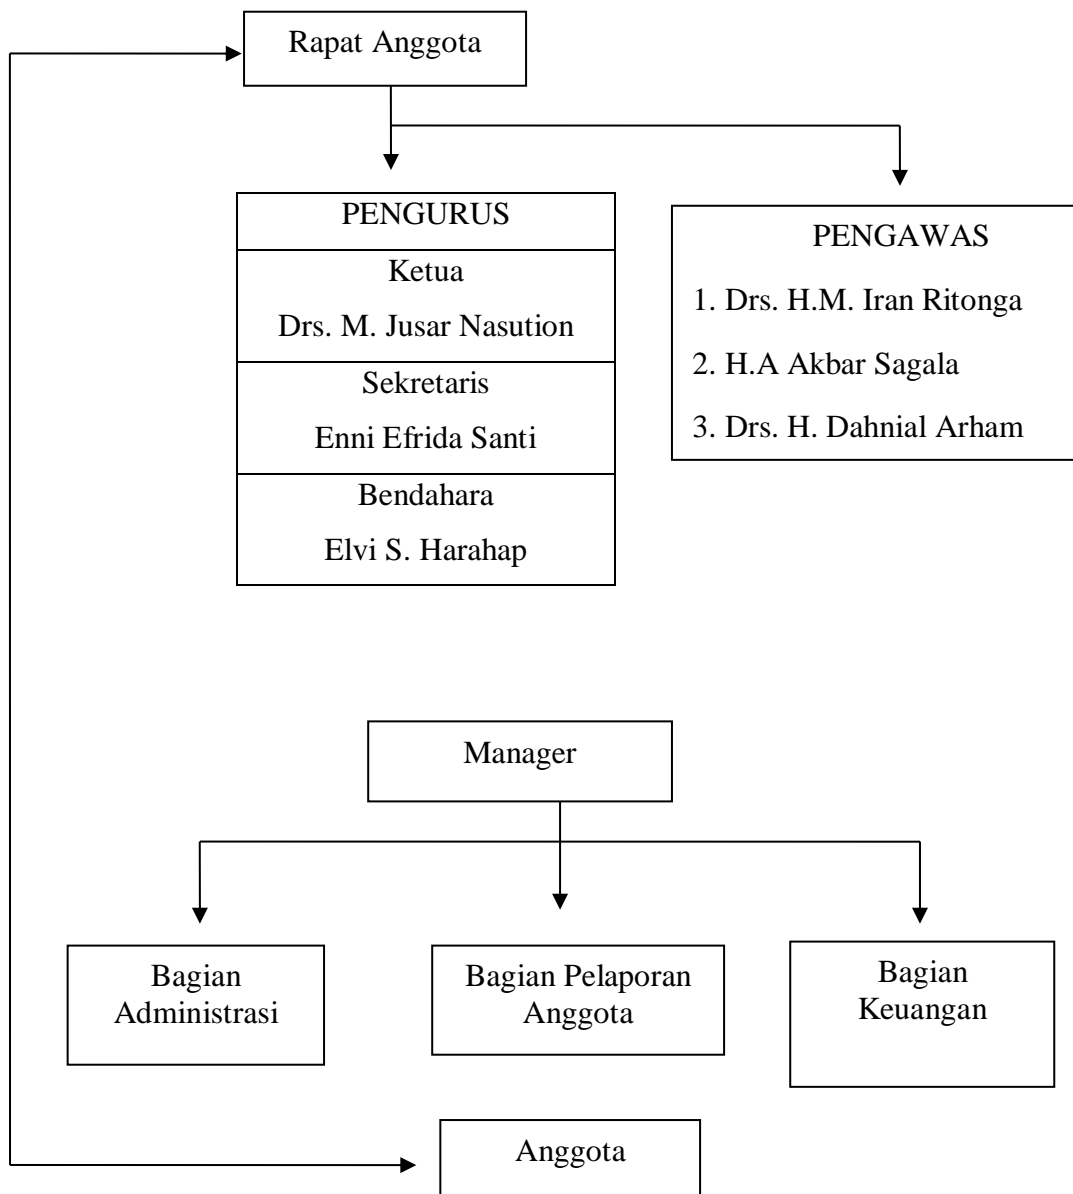 Rapat Anggota
PENGURUS
Ketua
Drs. M. Jusar Nasution
Sekretaris
Enni Efrida Santi
Bendahara
Elvi S. Harahap
PENGAWAS
1. Drs. H.M. Iran Ritonga
2. H.A Akbar Sagala
3. Drs. H. Dahnial Arham
Manager
Bagian
Administrasi
Bagian Pelaporan
Anggota
Bagian
Keuangan
Anggota